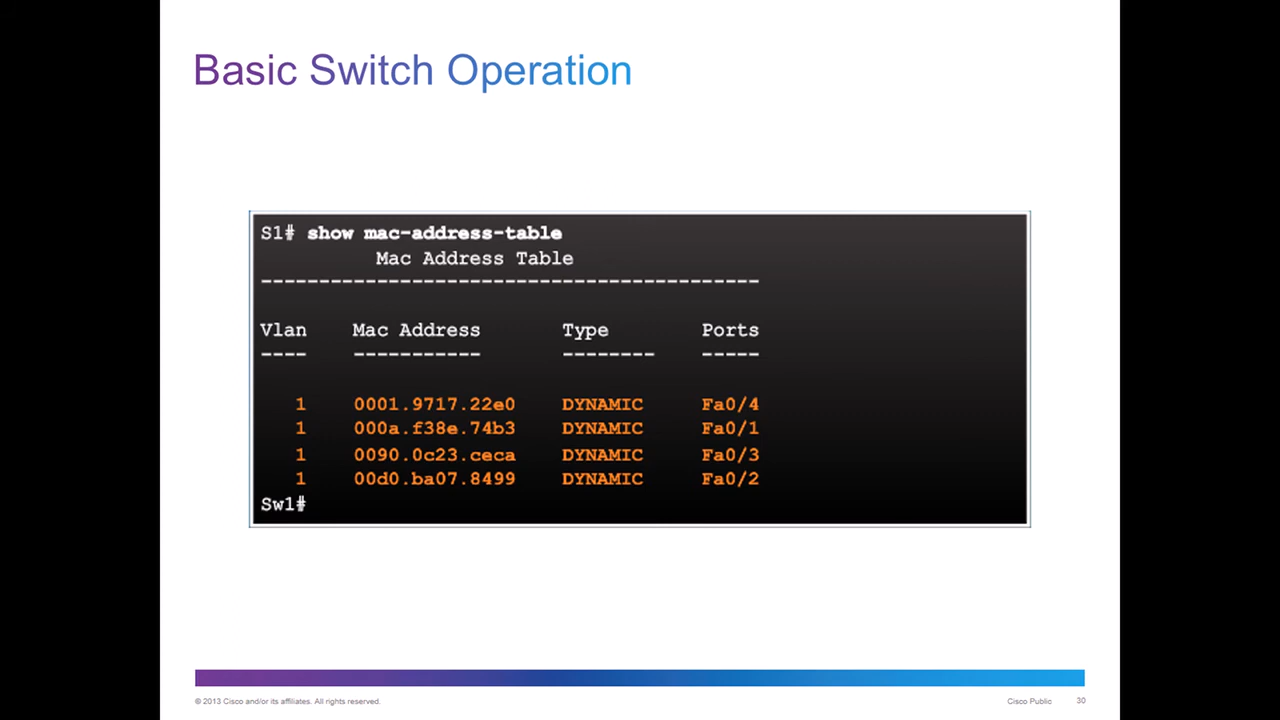 Basic Switch Operation
S1# show mac-address-table
Mac Address Table
-------------------------------------------
Vlan Mac Address Type Ports
---- ----------- -------- -----
1 0001.9717.22e0 DYNAMIC Fa0/4
1 000a.f38e.74b3 DYNAMIC Fa0/1
1 0090.0c23.ceca DYNAMIC Fa0/3
1 00d0.ba07.8499 DYNAMIC Fa0/2
Sw1#
© 2013 Cisco and/or its affiliates. All rights reserved. Cisco Public 30